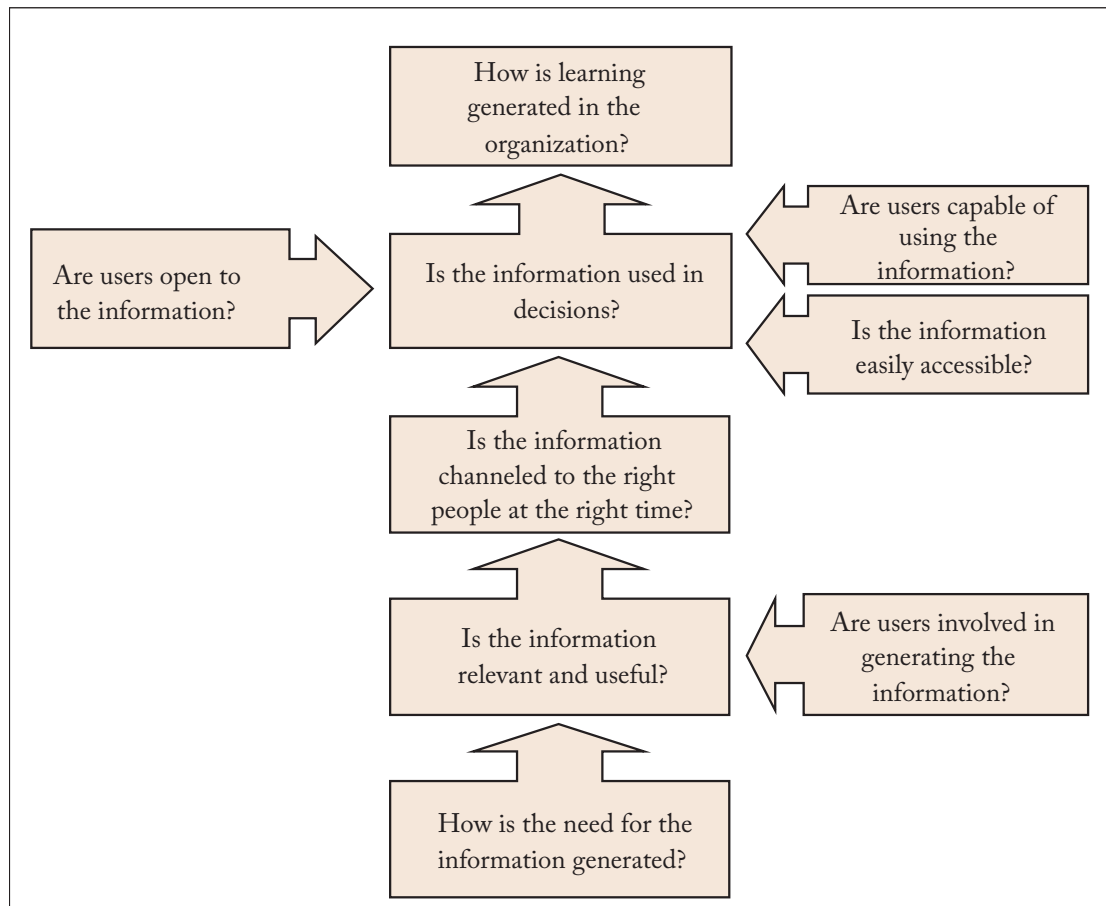 How is learning
generated in the
organization?
Are users capable of
using the
information?
Are users open to
the information?
Is the information used in
decisions?
Is the information
easily accessible?
Is the information
channeled to the right
people at the right time?
Is the information
relevant and useful?
Are users involved in
generating the
information?
How is the need for the
information generated?